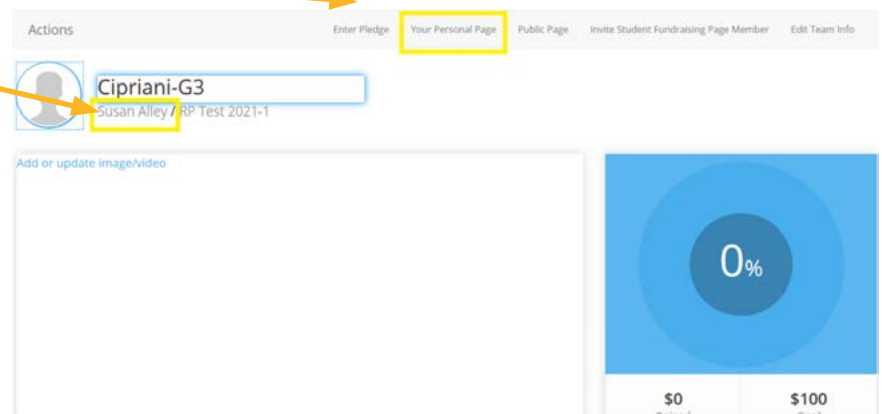 Actions Enter Pledge Your Personal Page Public Page Invite Student Fundraising Page Member Edit Team Info
Cipriani-G3
Susan Alley / RP Test 2021-1
Add or update image/video
0%
$0 $100